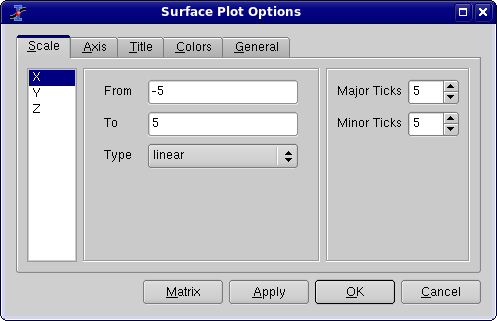 Surface Plot Options
Scale Axis Title Colors General
X
Y
Z
From -5
To 5
Type linear
Major Ticks 5
Minor Ticks 5
Matrix Apply OK Cancel